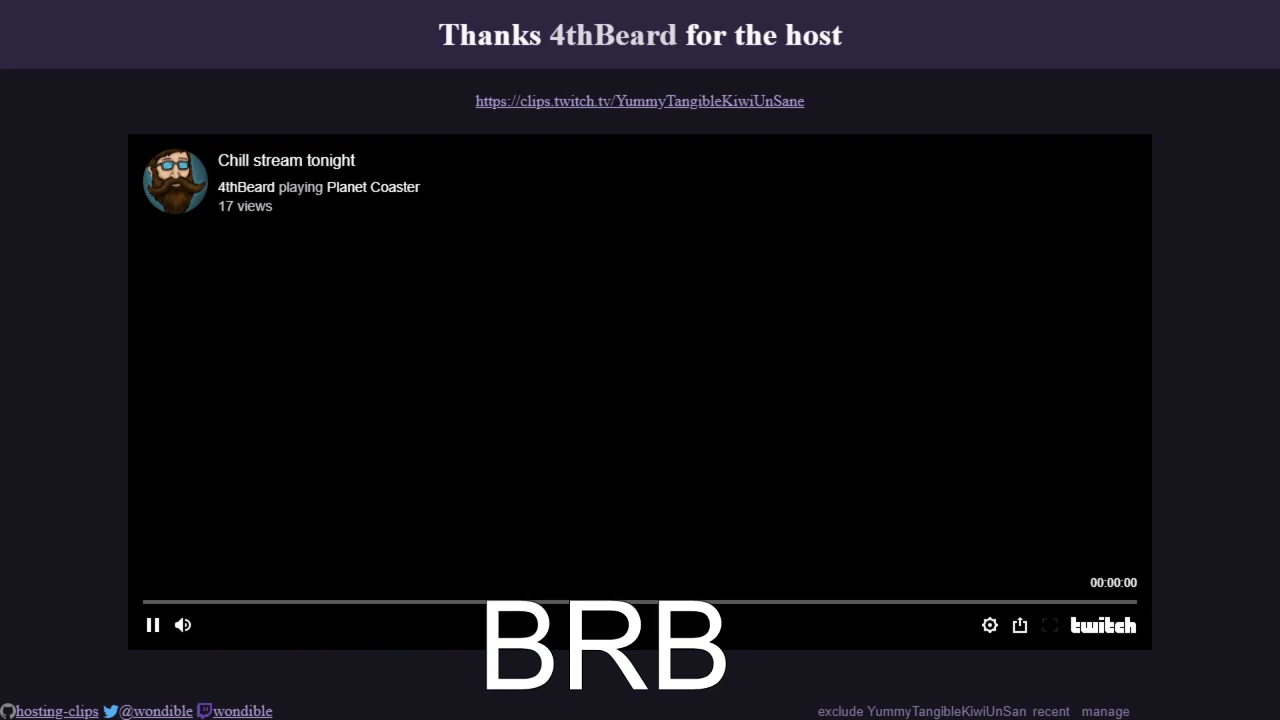 Thanks 4thBeard for the host
https://clips.twitch.tv/YummyTangibleKiwiUnSane
Chill stream tonight
4thBeard playing Planet Coaster
17 views
00:00:00
twitch
BRB
hosting-clips @wondible wondible
exclude YummyTangibleKiwiUnSan recent manage